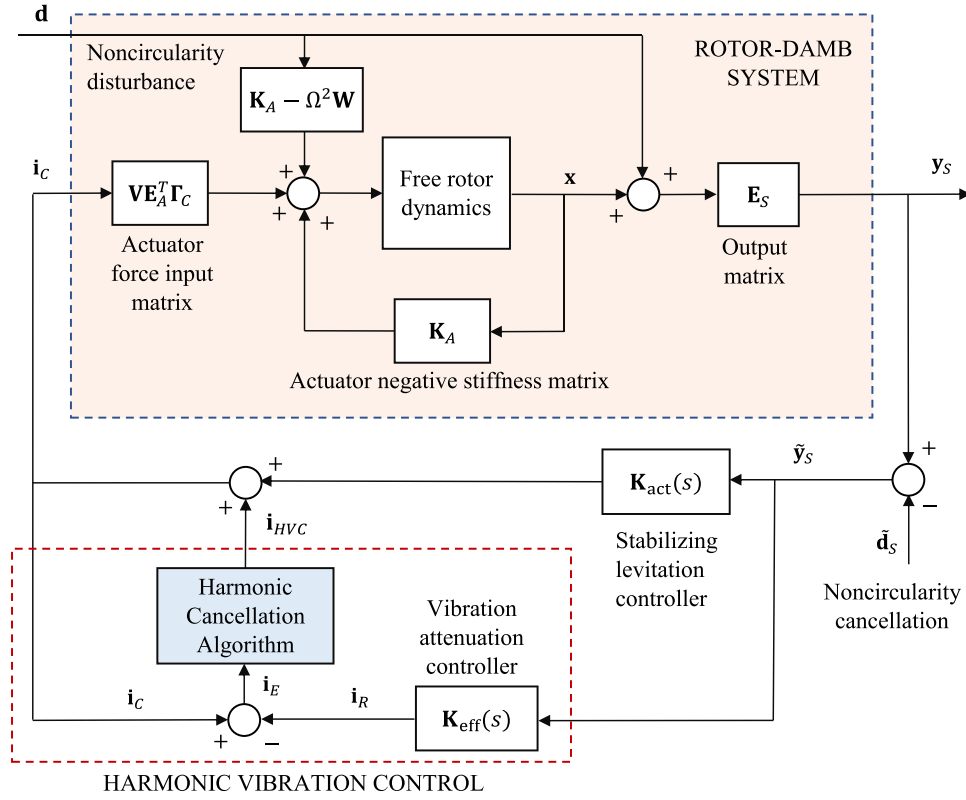 d
Noncircularity
disturbance
ROTOR-DAMB
SYSTEM
K_A − Ω²W
i_C
VE_A^TΓ_C
Actuator
force input
matrix
+
+
+
Free rotor
dynamics
x
+
+
E_S
Output
matrix
y_S
K_A
Actuator negative stiffness matrix
+
+
i_HVC
K_act(s)
Stabilizing
levitation
controller
ỹ_S
+
−
d̃_S
Noncircularity
cancellation
Harmonic
Cancellation
Algorithm
Vibration
attenuation
controller
i_C
i_E
i_R
+
−
K_eff(s)
HARMONIC VIBRATION CONTROL